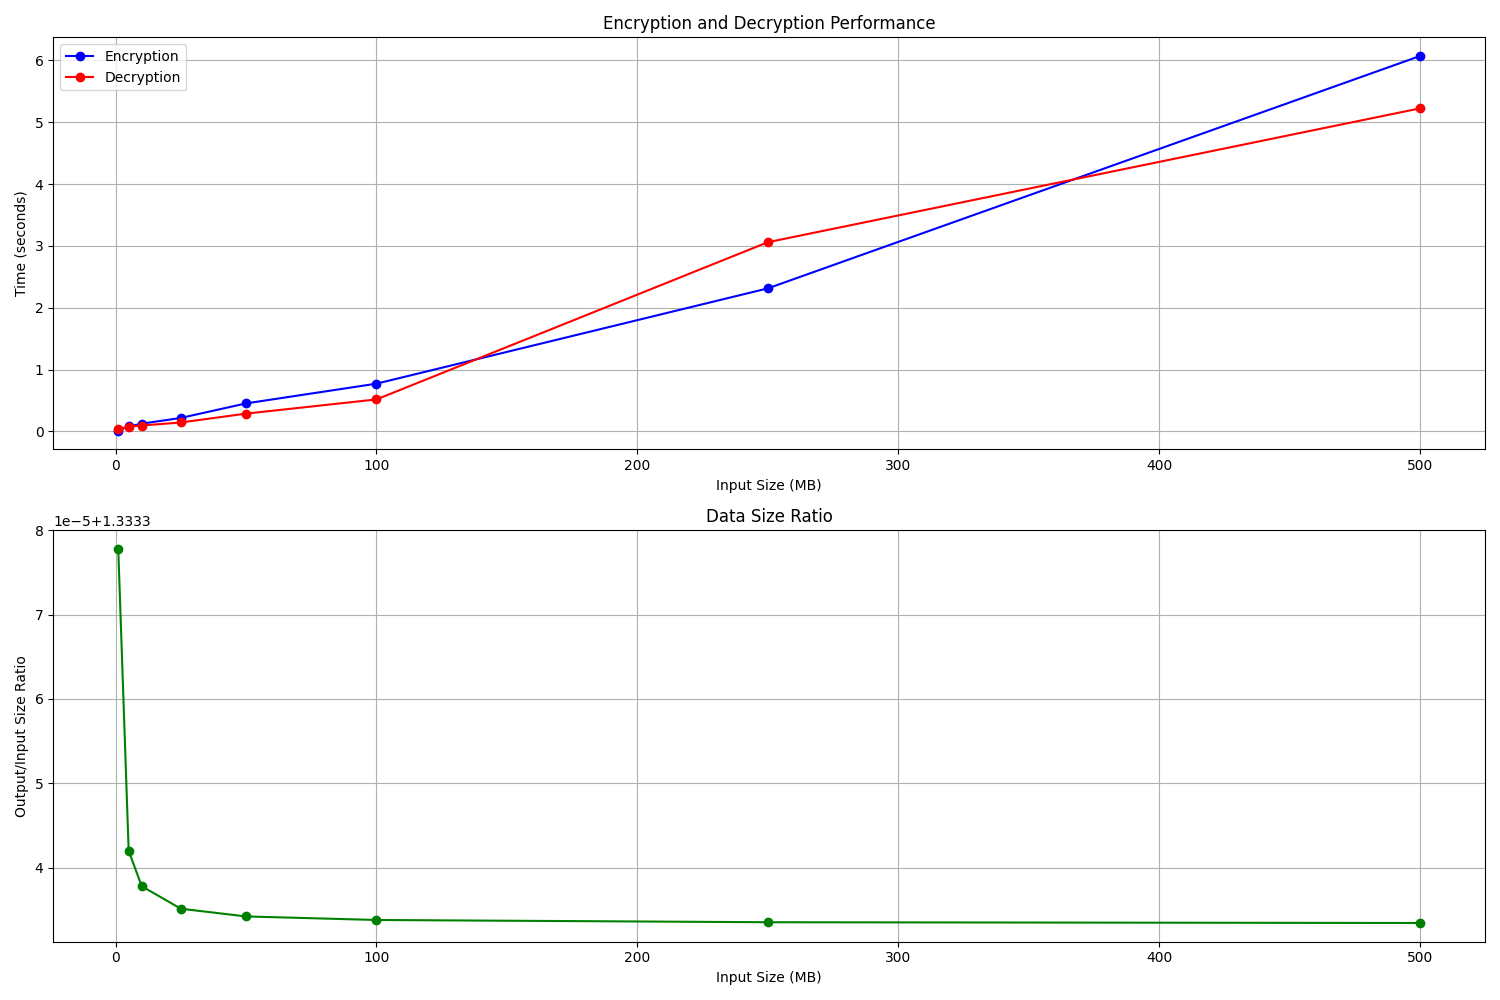 Encryption and Decryption Performance
Encryption
Decryption
Time (seconds)
6
5
4
3
2
1
0
0 100 200 300 400 500
Input Size (MB)
Data Size Ratio
1e−5+1.3333
Output/Input Size Ratio
8
7
6
5
4
0 100 200 300 400 500
Input Size (MB)